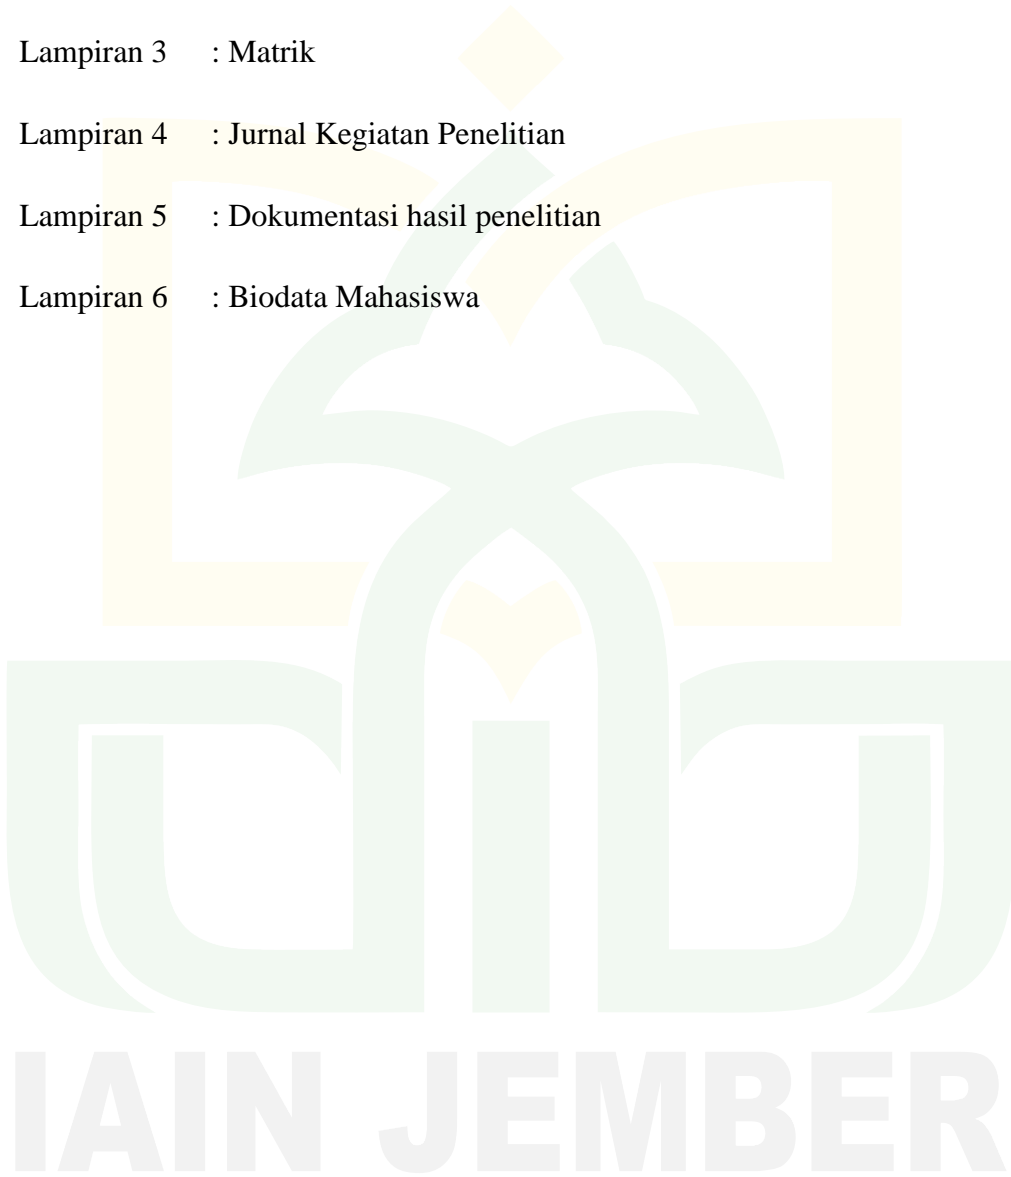 Lampiran 3 : Matrik
Lampiran 4 : Jurnal Kegiatan Penelitian
Lampiran 5 : Dokumentasi hasil penelitian
Lampiran 6 : Biodata Mahasiswa
IAIN JEMBER